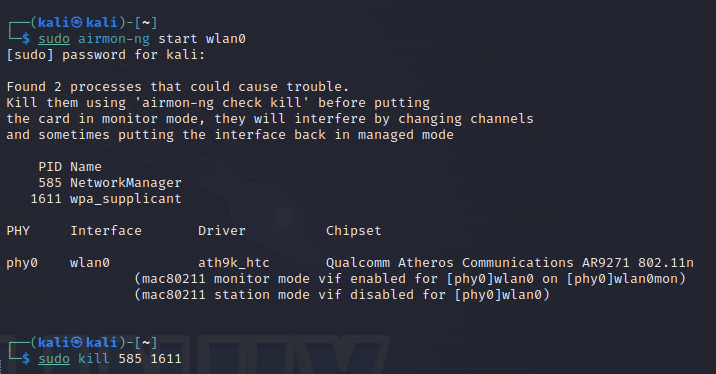 ┌──(kali㉿kali)-[~]
└─$ sudo airmon-ng start wlan0
[sudo] password for kali:

Found 2 processes that could cause trouble.
Kill them using 'airmon-ng check kill' before putting
the card in monitor mode, they will interfere by changing channels
and sometimes putting the interface back in managed mode

    PID Name
    585 NetworkManager
   1611 wpa_supplicant

PHY     Interface       Driver          Chipset

phy0    wlan0           ath9k_htc       Qualcomm Atheros Communications AR9271 802.11n
                (mac80211 monitor mode vif enabled for [phy0]wlan0 on [phy0]wlan0mon)
                (mac80211 station mode vif disabled for [phy0]wlan0)

┌──(kali㉿kali)-[~]
└─$ sudo kill 585 1611